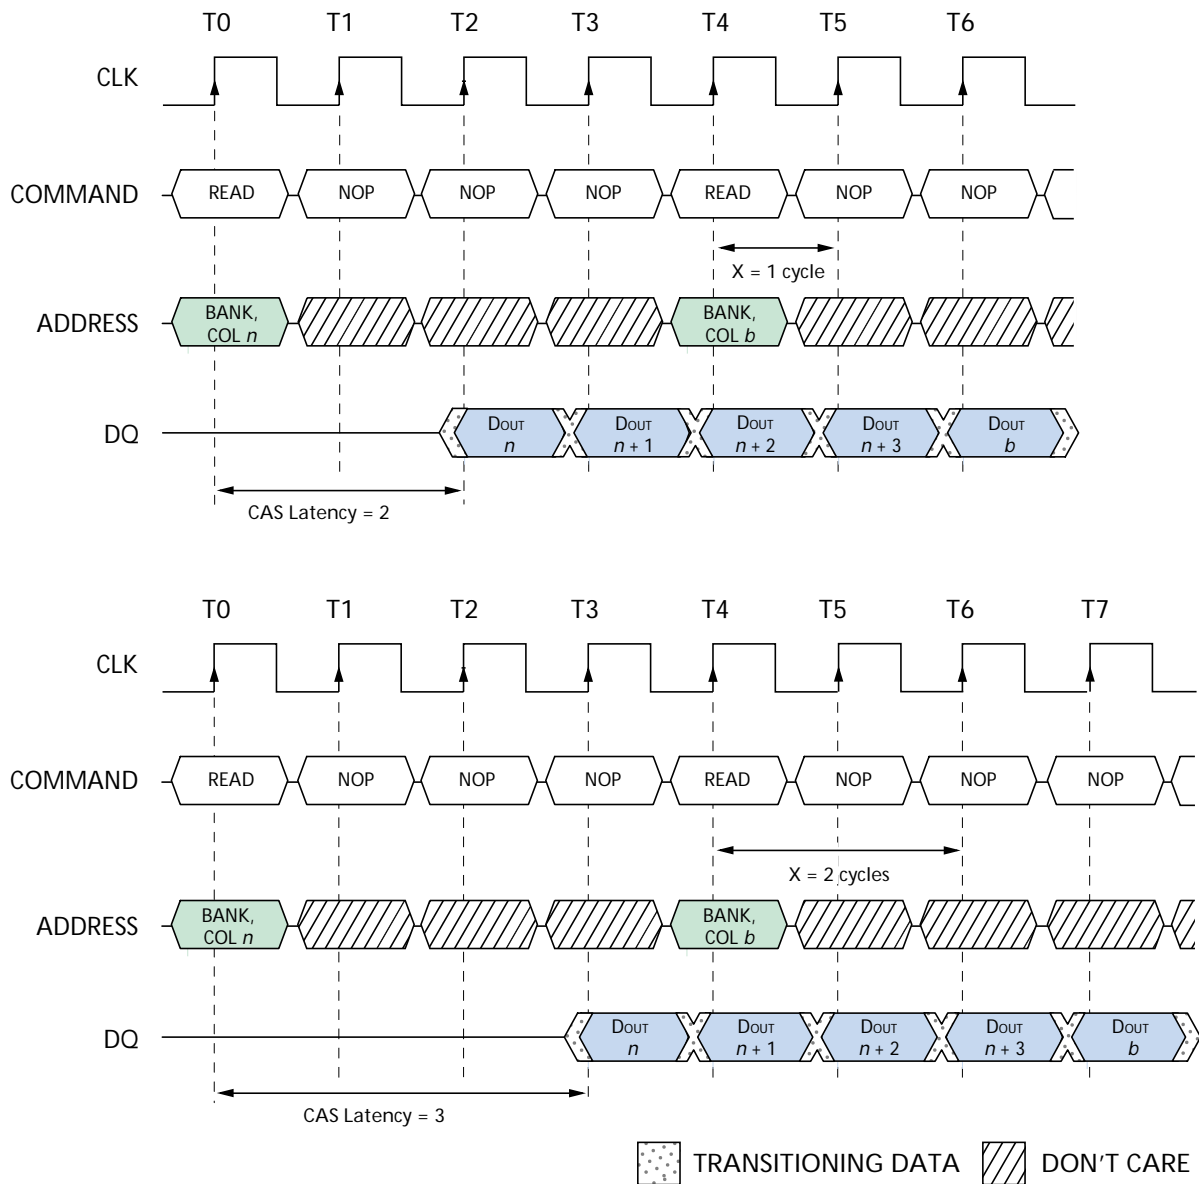 T0 T1 T2 T3 T4 T5 T6
CLK
COMMAND READ NOP NOP NOP READ NOP NOP
X = 1 cycle
ADDRESS BANK, COL n BANK, COL b
DQ DOUT n DOUT n + 1 DOUT n + 2 DOUT n + 3 DOUT b
CAS Latency = 2
T0 T1 T2 T3 T4 T5 T6 T7
CLK
COMMAND READ NOP NOP NOP READ NOP NOP NOP
X = 2 cycles
ADDRESS BANK, COL n BANK, COL b
DQ DOUT n DOUT n + 1 DOUT n + 2 DOUT n + 3 DOUT b
CAS Latency = 3
TRANSITIONING DATA DON'T CARE